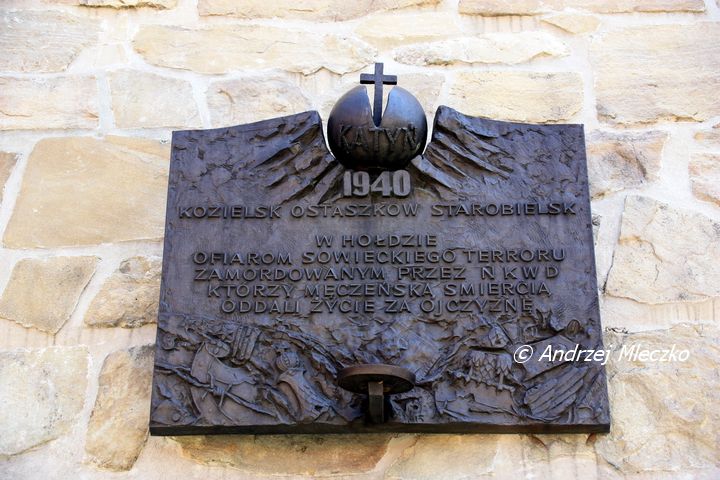 KATYŃ
1940
KOZIELSK OSTASZKÓW STAROBIELSK
W HOŁDZIE
OFIAROM SOWIECKIEGO TERRORU
ZAMORDOWANYM PRZEZ NKWD
KTÓRZY MĘCZEŃSKĄ ŚMIERCIĄ
ODDALI ŻYCIE ZA OJCZYZNĘ
© Andrzej Mleczko